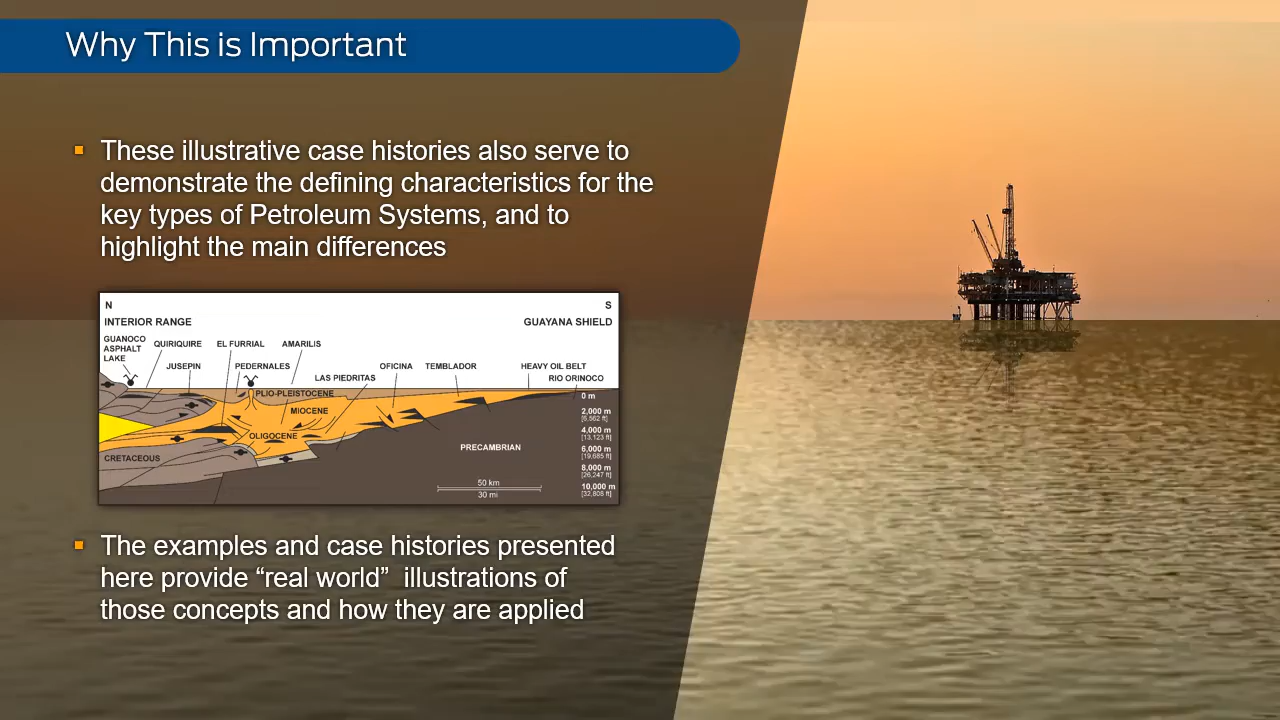 Why This is Important
These illustrative case histories also serve to
demonstrate the defining characteristics for the
key types of Petroleum Systems, and to
highlight the main differences
N S
INTERIOR RANGE GUAYANA SHIELD
GUANOCO
ASPHALT
LAKE
QUIRIQUIRE EL FURRIAL AMARILIS
JUSEPIN PEDERNALES OFICINA TEMBLADOR HEAVY OIL BELT
LAS PIEDRITAS RIO ORINOCO
PLIO-PLEISTOCENE
0 m
MIOCENE
2,000 m
[6,562 ft]
OLIGOCENE
4,000 m
[13,123 ft]
PRECAMBRIAN
6,000 m
[19,685 ft]
CRETACEOUS
8,000 m
[26,247 ft]
50 km
10,000 m
30 mi
[32,808 ft]
The examples and case histories presented
here provide “real world”  illustrations of
those concepts and how they are applied